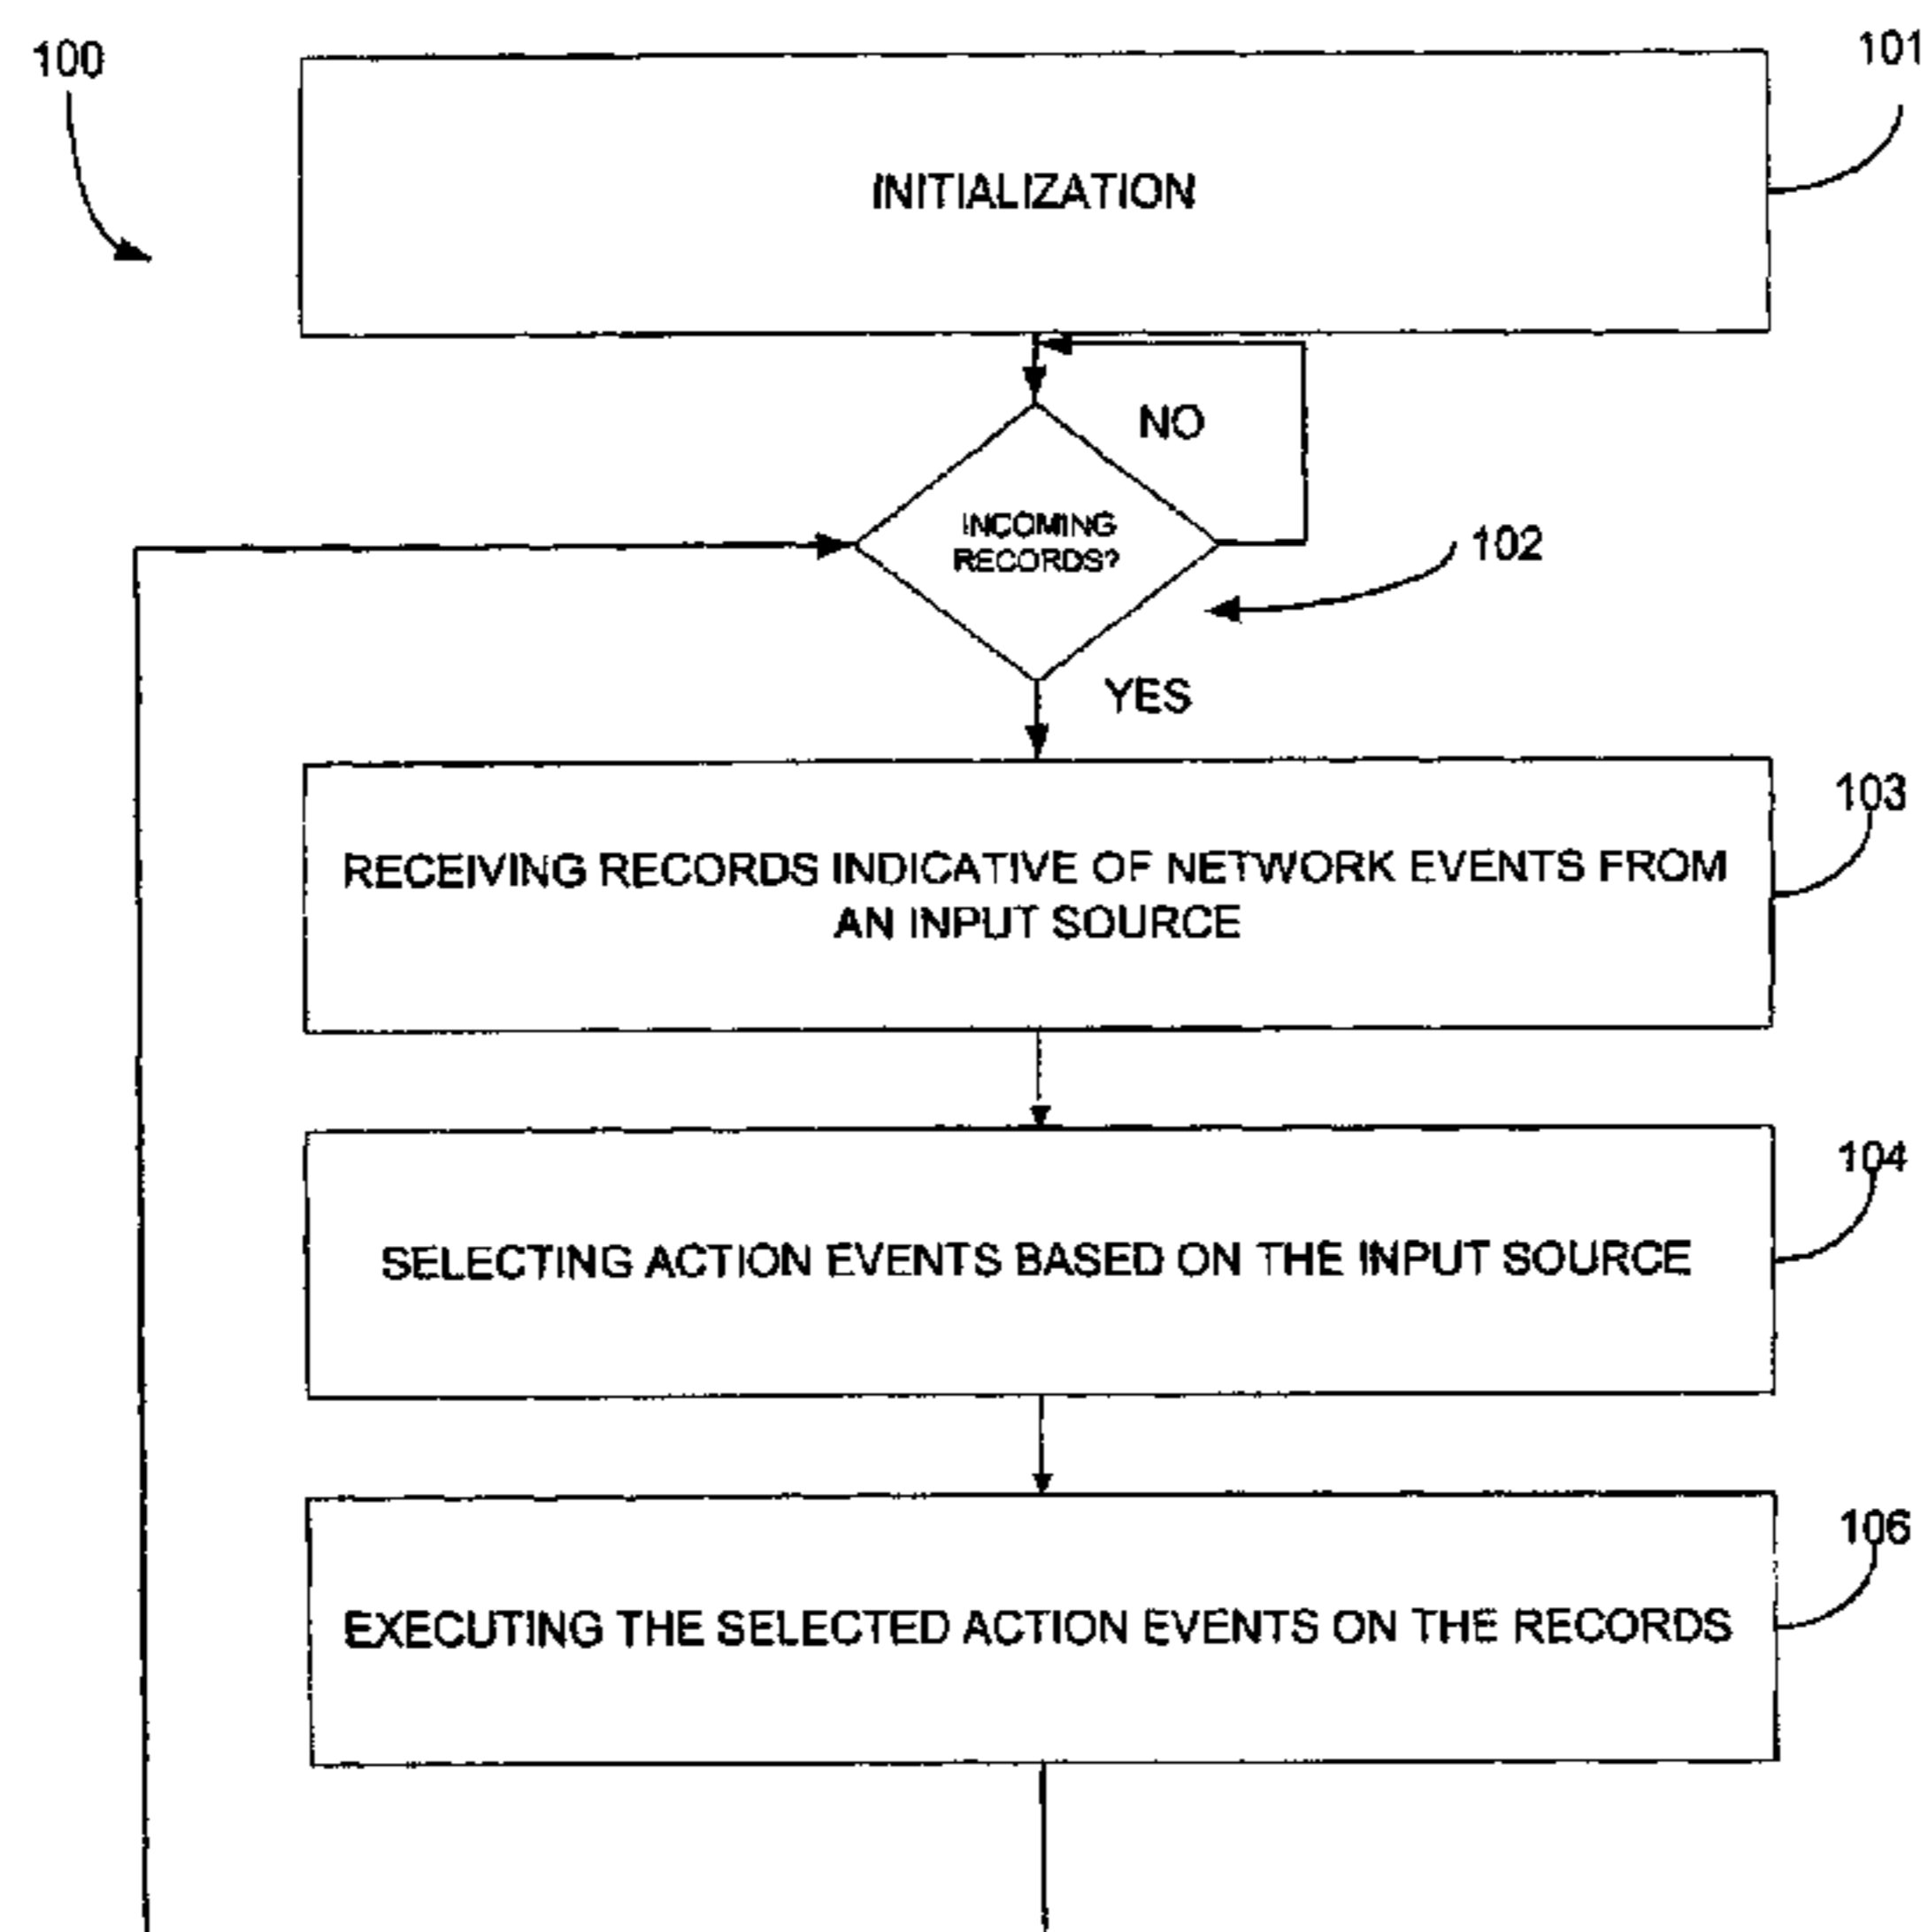 100
101
INITIALIZATION
NO
INCOMING
RECORDS?
102
YES
103
RECEIVING RECORDS INDICATIVE OF NETWORK EVENTS FROM
AN INPUT SOURCE
104
SELECTING ACTION EVENTS BASED ON THE INPUT SOURCE
106
EXECUTING THE SELECTED ACTION EVENTS ON THE RECORDS